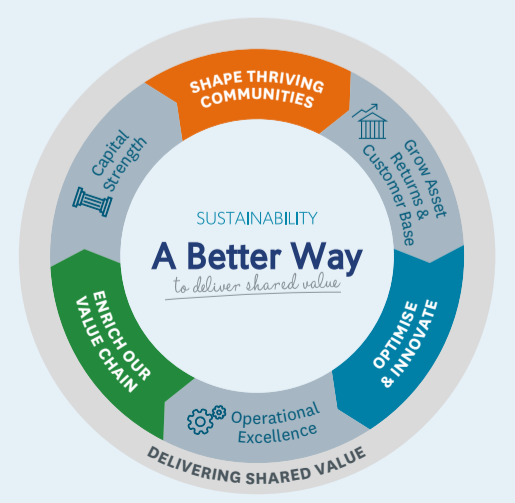 SHAPE THRIVING
COMMUNITIES
Grow Asset
Returns &
Customer Base
OPTIMISE
& INNOVATE
Operational
Excellence
ENRICH OUR
VALUE CHAIN
Capital
Strength
SUSTAINABILITY
A Better Way
to deliver shared value
DELIVERING SHARED VALUE